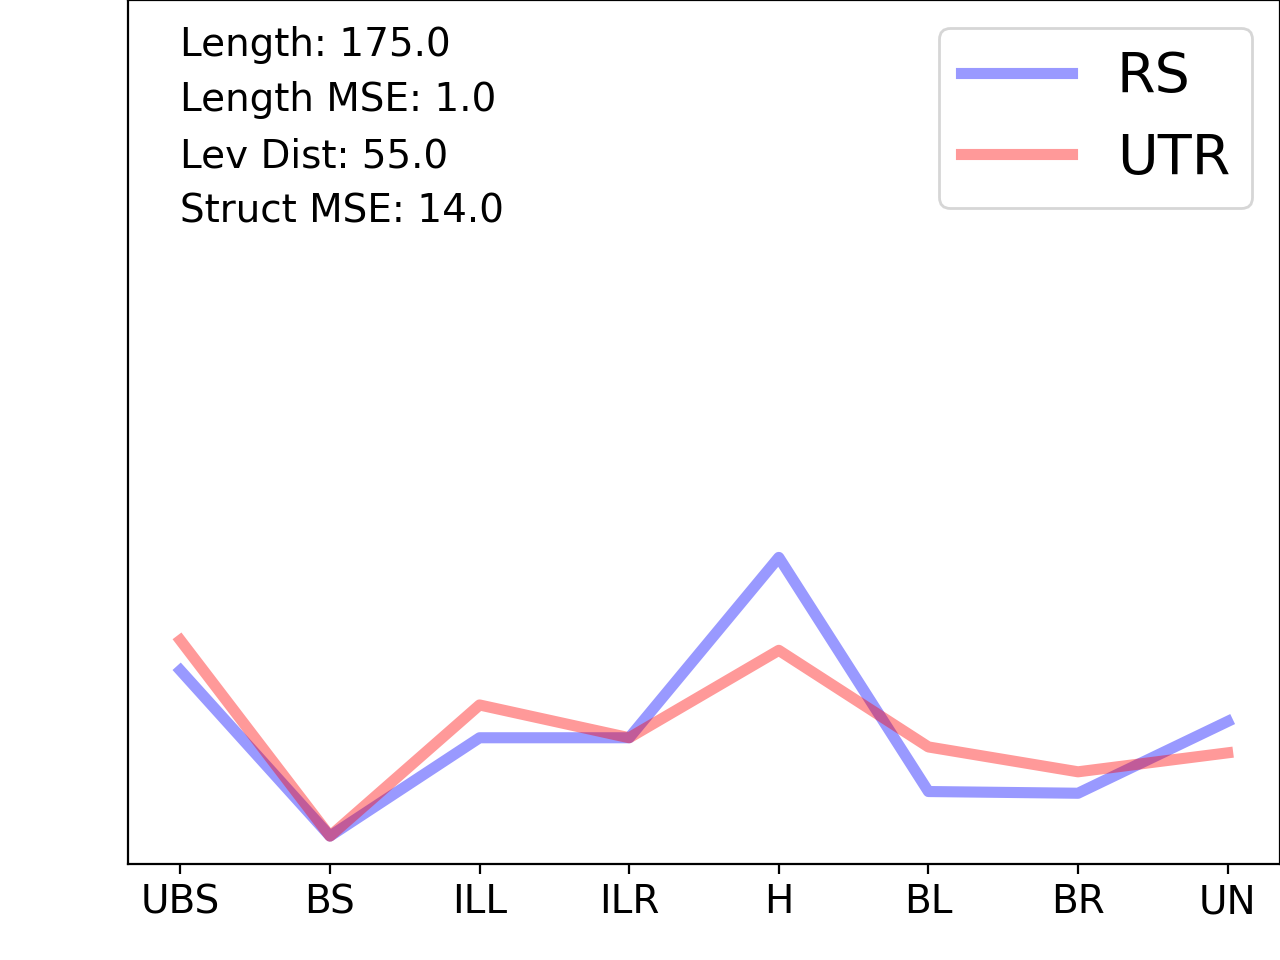 Length: 175.0
Length MSE: 1.0
Lev Dist: 55.0
Struct MSE: 14.0
RS
UTR
UBS BS ILL ILR H BL BR UN